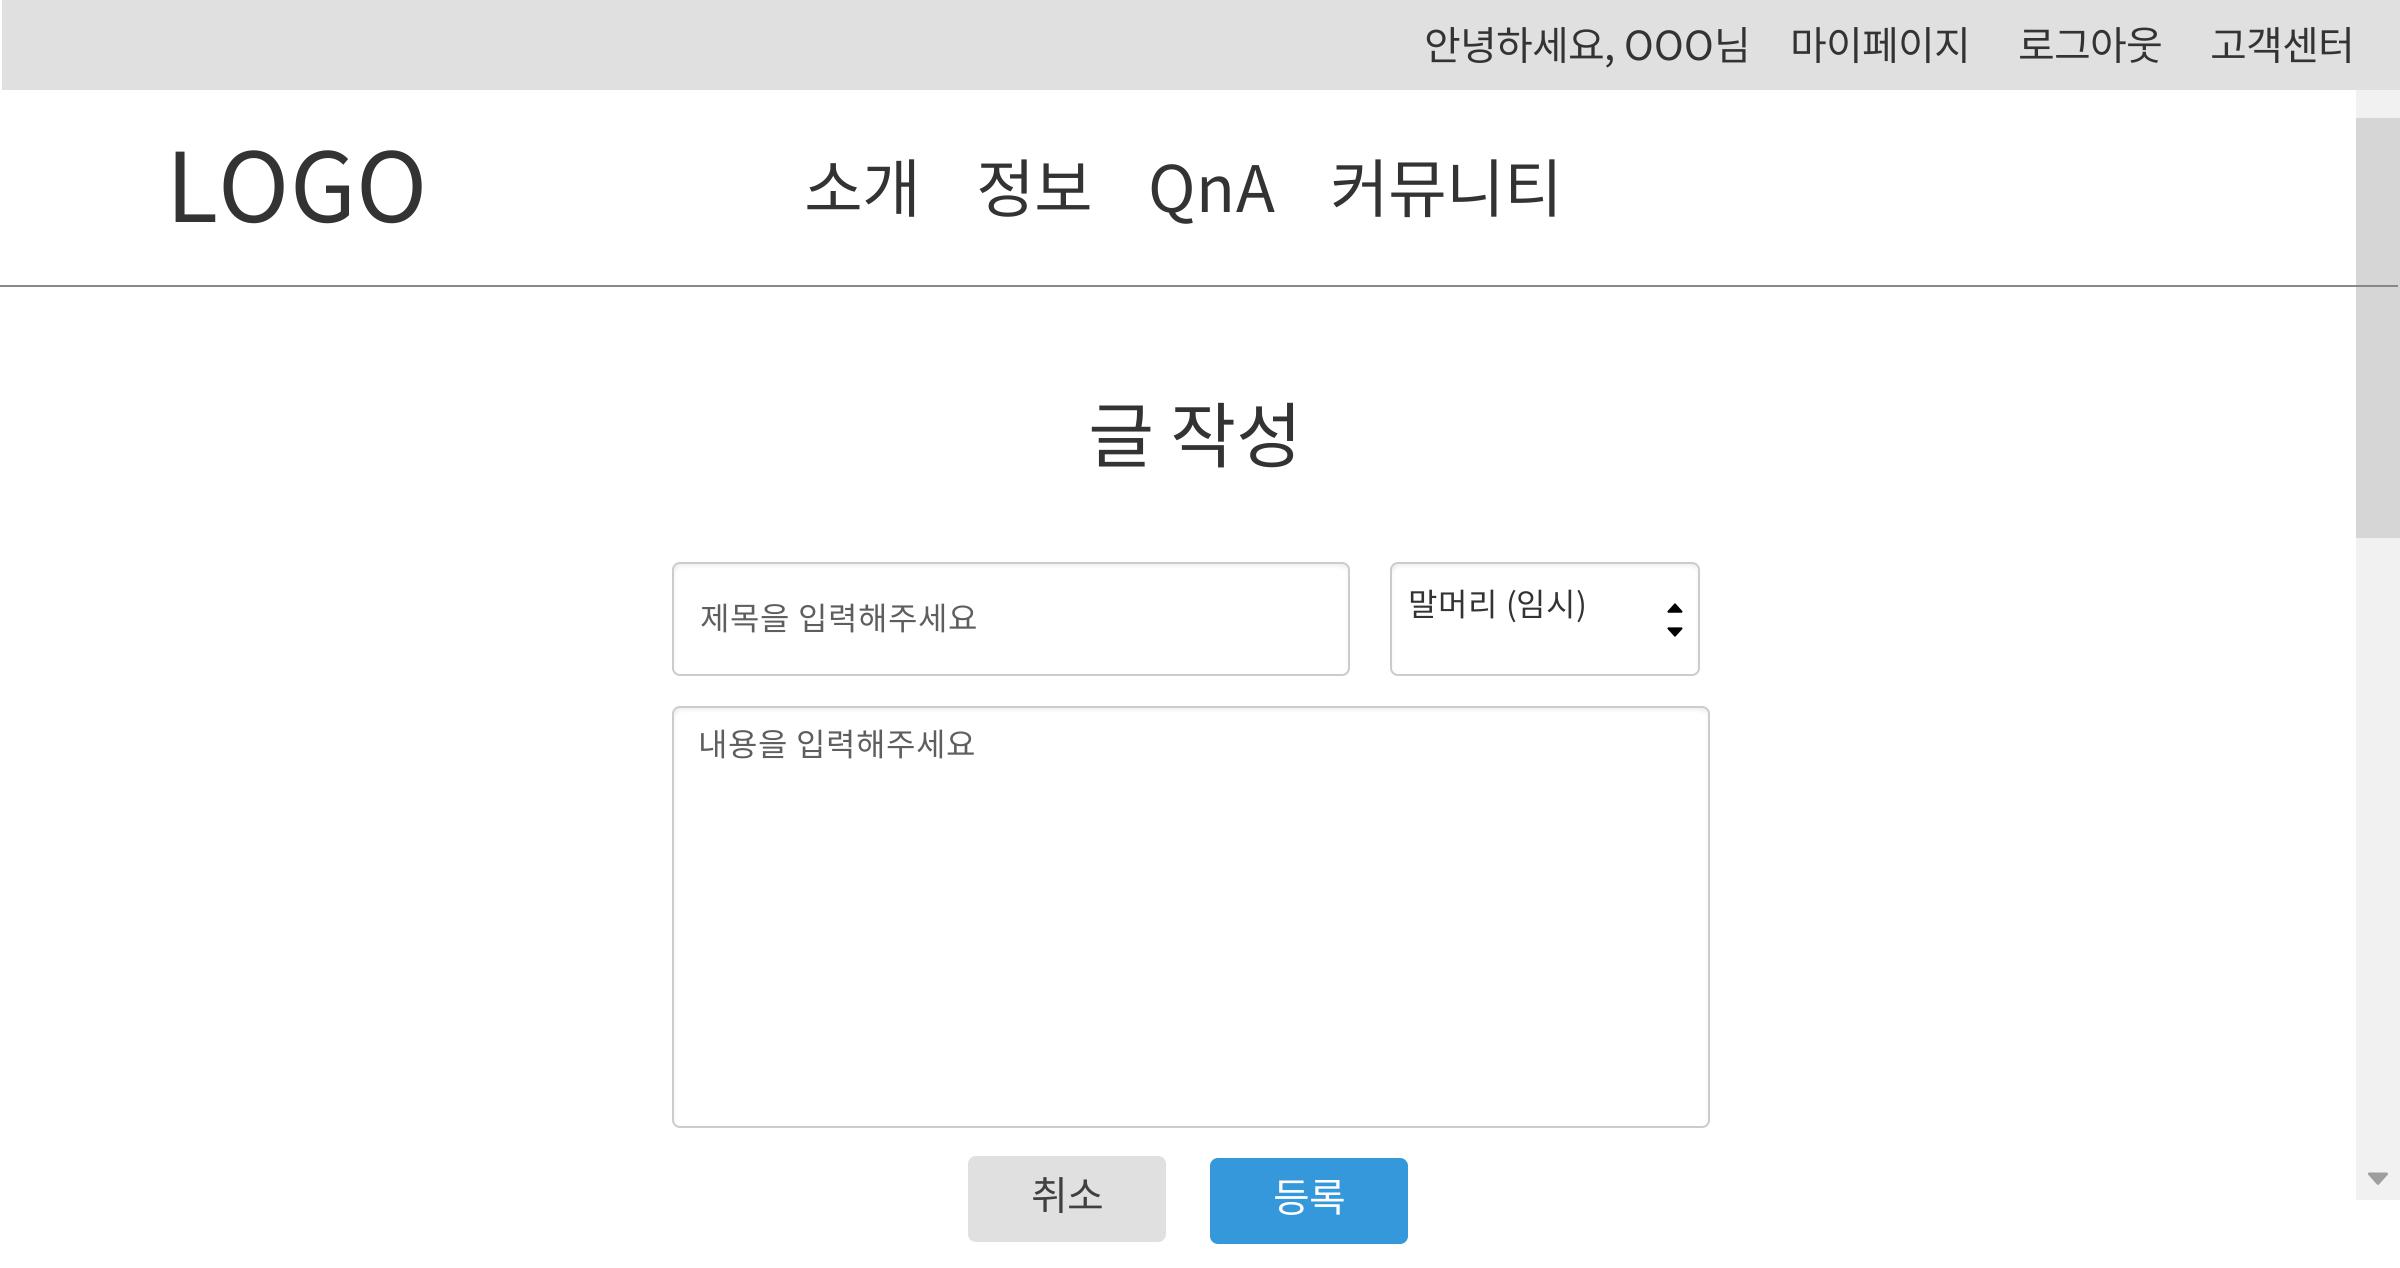 안녕하세요, OOO님 마이페이지 로그아웃 고객센터
LOGO 소개 정보 QnA 커뮤니티
글 작성
제목을 입력해주세요 말머리 (임시)
내용을 입력해주세요
취소 등록